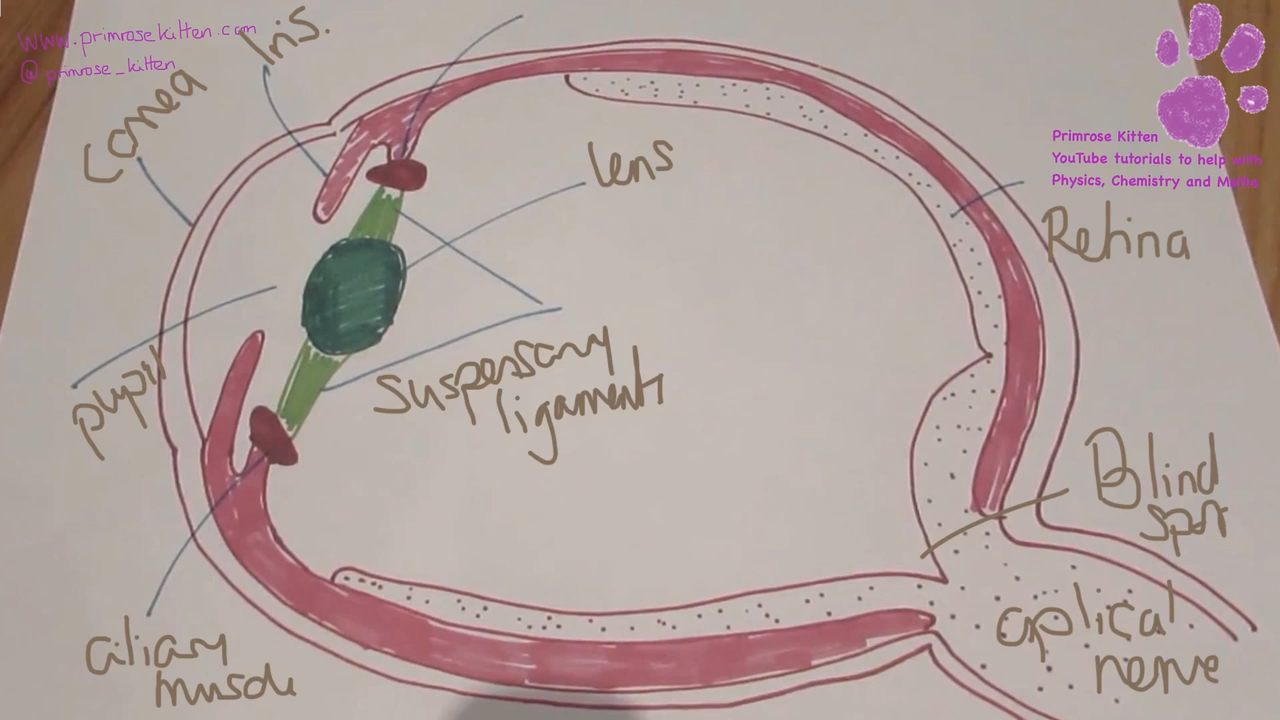 www.primrosekitten.com
@primrose_kitten
Iris.
Cornea
lens
Primrose Kitten
YouTube tutorials to help with
Physics, Chemistry and Maths
Retina
pupil
Suspensary
ligaments
Blind
spot
optical
nerve
ciliary
muscle